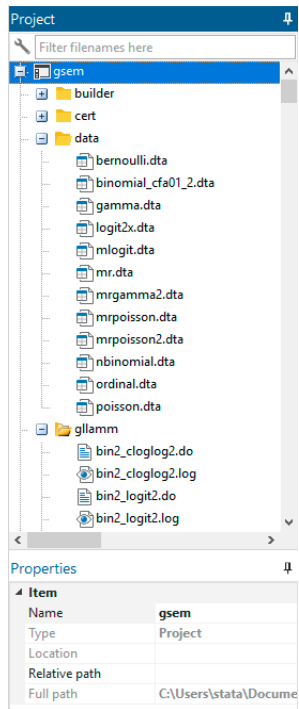 Project
Filter filenames here
gsem
builder
cert
data
bernoulli.dta
binomial_cfa01_2.dta
gamma.dta
logit2x.dta
mlogit.dta
mr.dta
mrgamma2.dta
mrpoisson.dta
mrpoisson2.dta
nbinomial.dta
ordinal.dta
poisson.dta
gllamm
bin2_cloglog2.do
bin2_cloglog2.log
bin2_logit2.do
bin2_logit2.log
Properties
Item
Name gsem
Type Project
Location
Relative path
Full path C:\Users\stata\Docume